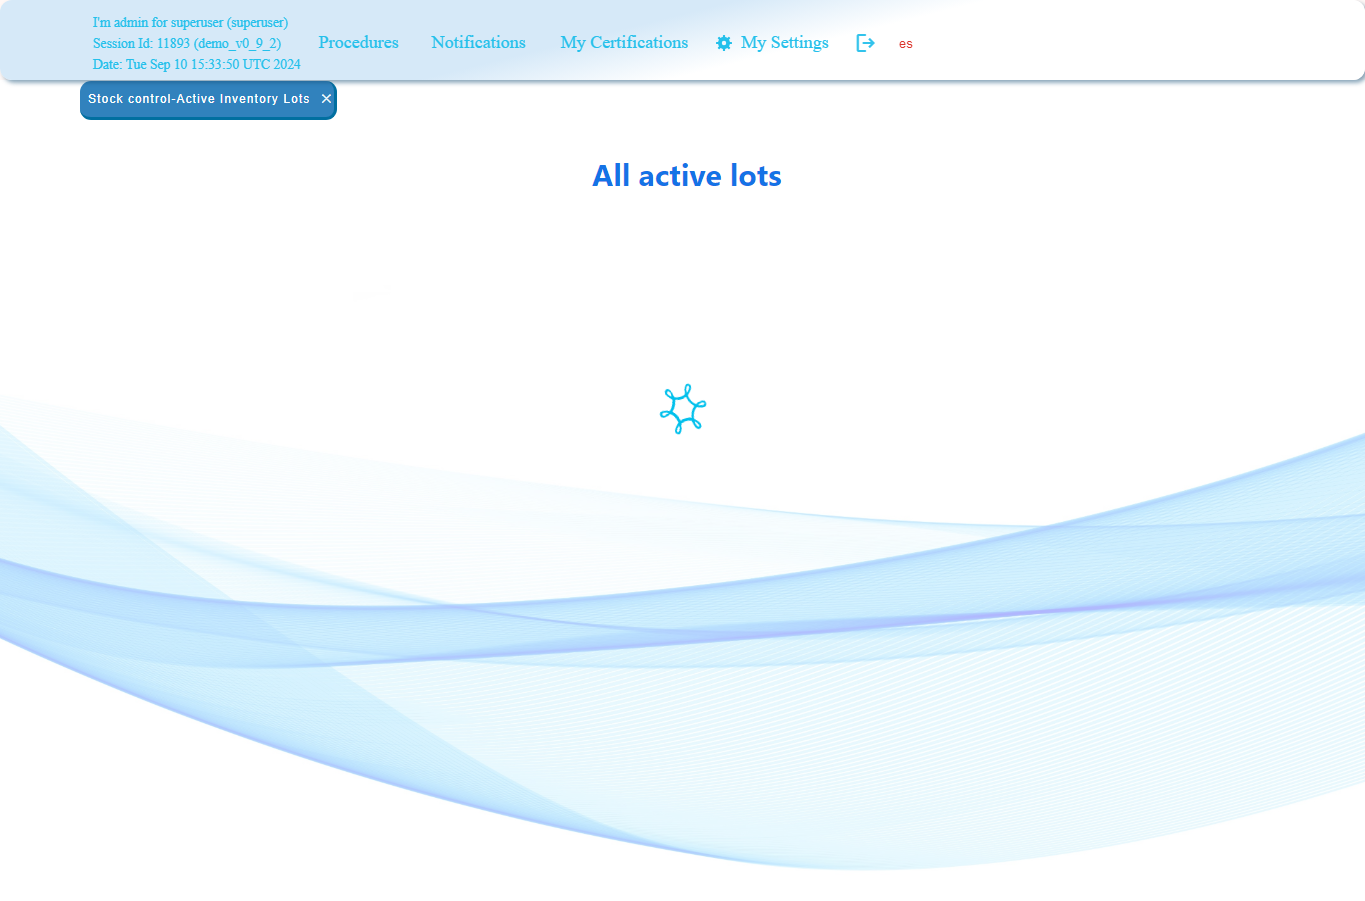 I'm admin for superuser (superuser)
Session Id: 11893 (demo_v0_9_2)
Date: Tue Sep 10 15:33:50 UTC 2024
Procedures
Notifications
My Certifications
My Settings
es
Stock control-Active Inventory Lots ×
All active lots